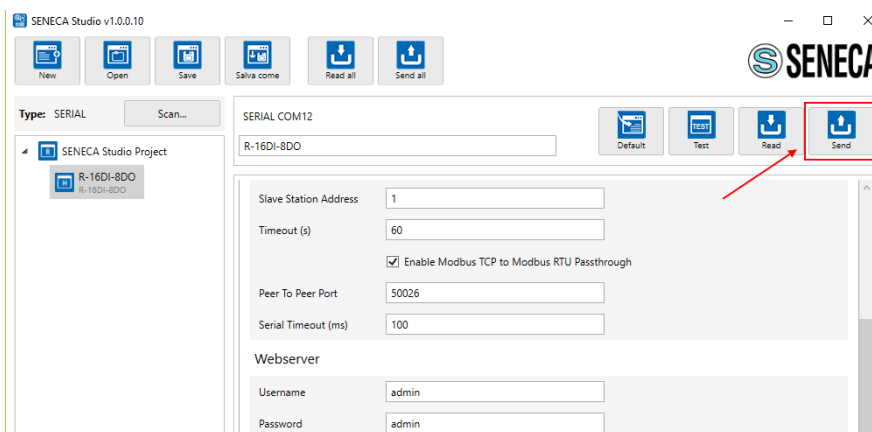 SENECA Studio v1.0.0.10
New Open Save Salva come Read all Send all
SENECA
Type: SERIAL Scan...
SERIAL COM12
R-16DI-8DO
Default Test Read Send
TEST
SENECA Studio Project
R-16DI-8DO
R-16DI-8DO
Slave Station Address 1
Timeout (s) 60
Enable Modbus TCP to Modbus RTU Passthrough
Peer To Peer Port 50026
Serial Timeout (ms) 100
Webserver
Username admin
Password admin